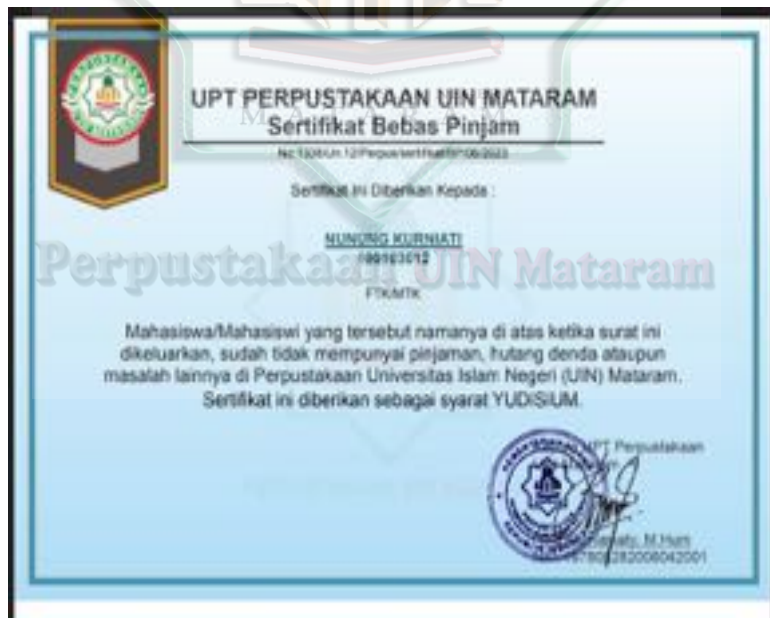 UPT PERPUSTAKAAN UIN MATARAM
Sertifikat Bebas Pinjam
Sertifikat Ini Diberikan Kepada :
NUNUNG KURNIATI
190103012
FTK/MTK
Perpustakaan UIN Mataram
Mahasiswa/Mahasiswi yang tersebut namanya di atas ketika surat ini
dikeluarkan, sudah tidak mempunyai pinjaman, hutang denda ataupun
masalah lainnya di Perpustakaan Universitas Islam Negeri (UIN) Mataram.
Sertifikat ini diberikan sebagai syarat YUDISIUM.
UPT Perpustakaan
M.Hum